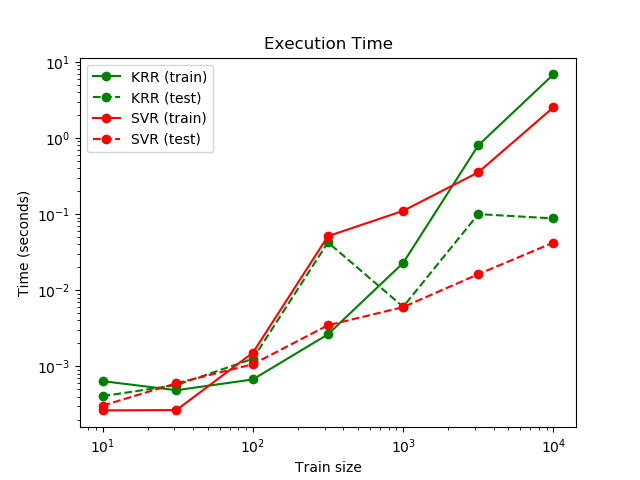 Execution Time
Time (seconds)
10¹
10⁰
10⁻¹
10⁻²
10⁻³
KRR (train)
KRR (test)
SVR (train)
SVR (test)
10¹ 10² 10³ 10⁴
Train size